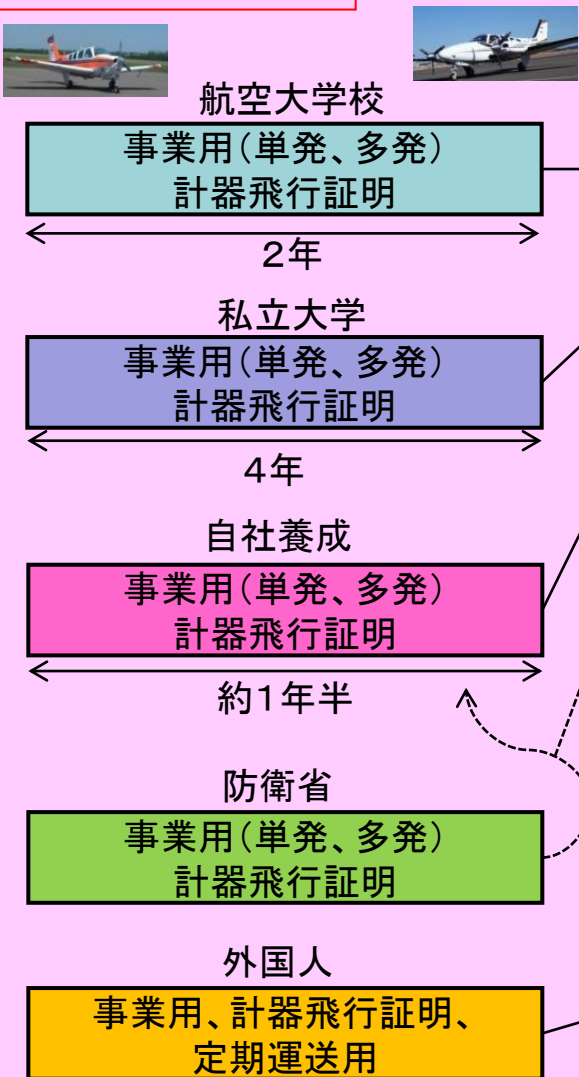 航空大学校
事業用(単発、多発)
計器飛行証明
2年
私立大学
事業用(単発、多発)
計器飛行証明
4年
自社養成
事業用(単発、多発)
計器飛行証明
約1年半
防衛省
事業用(単発、多発)
計器飛行証明
外国人
事業用、計器飛行証明、
定期運送用